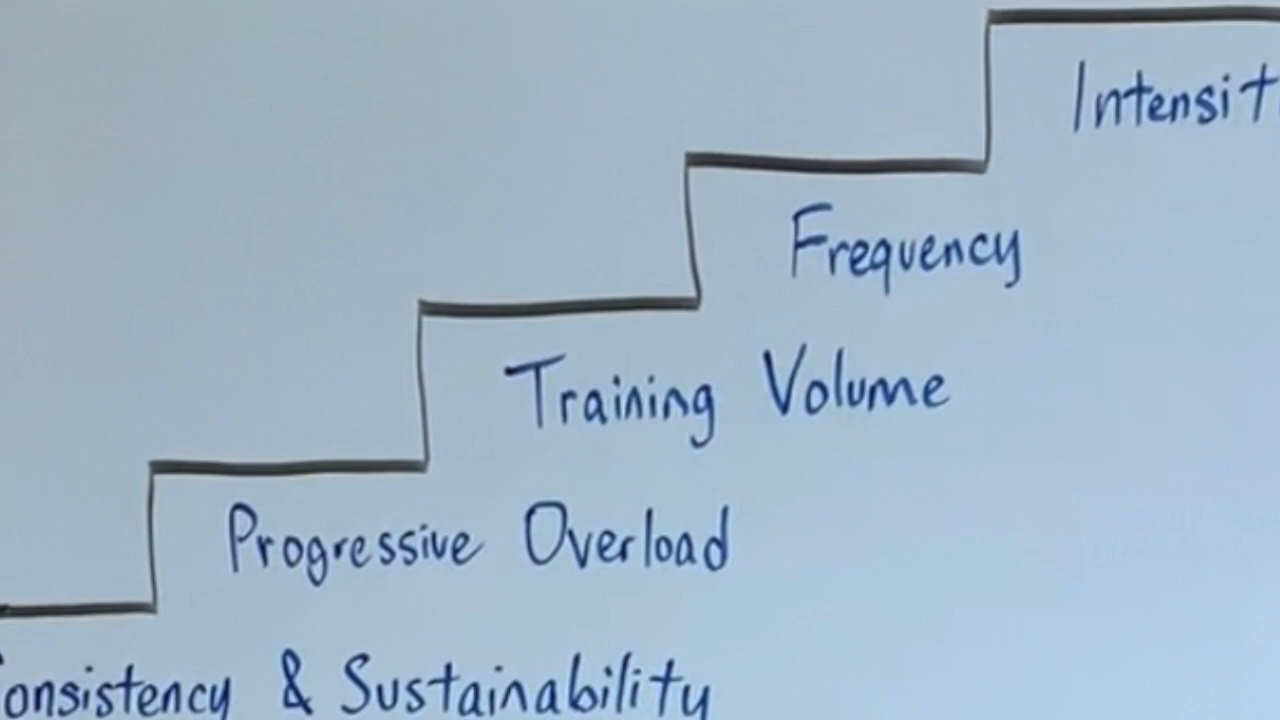 Intensit
Frequency
Training Volume
Progressive Overload
onsistency & Sustainability